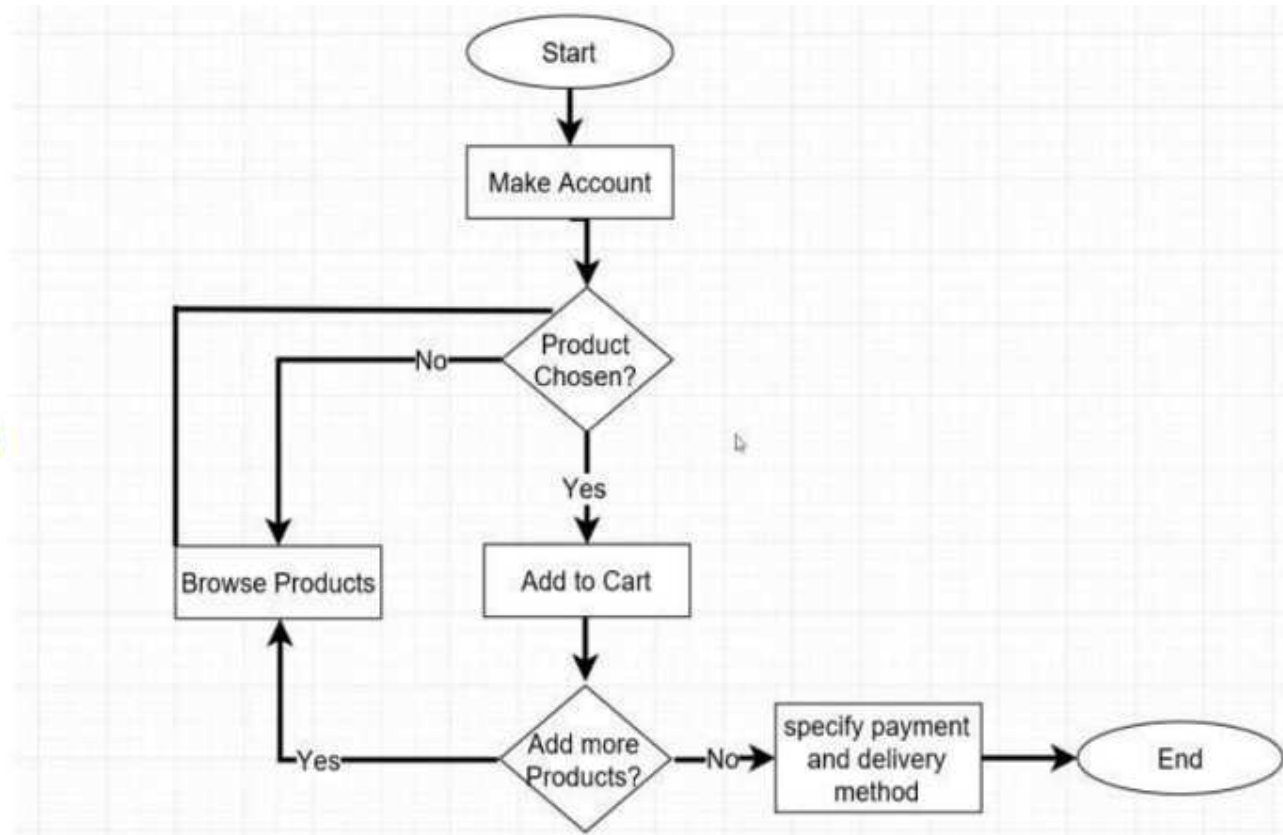 Start
Make Account
Product
Chosen?
No
Yes
Browse Products
Add to Cart
Add more
Products?
Yes
No
specify payment
and delivery
method
End